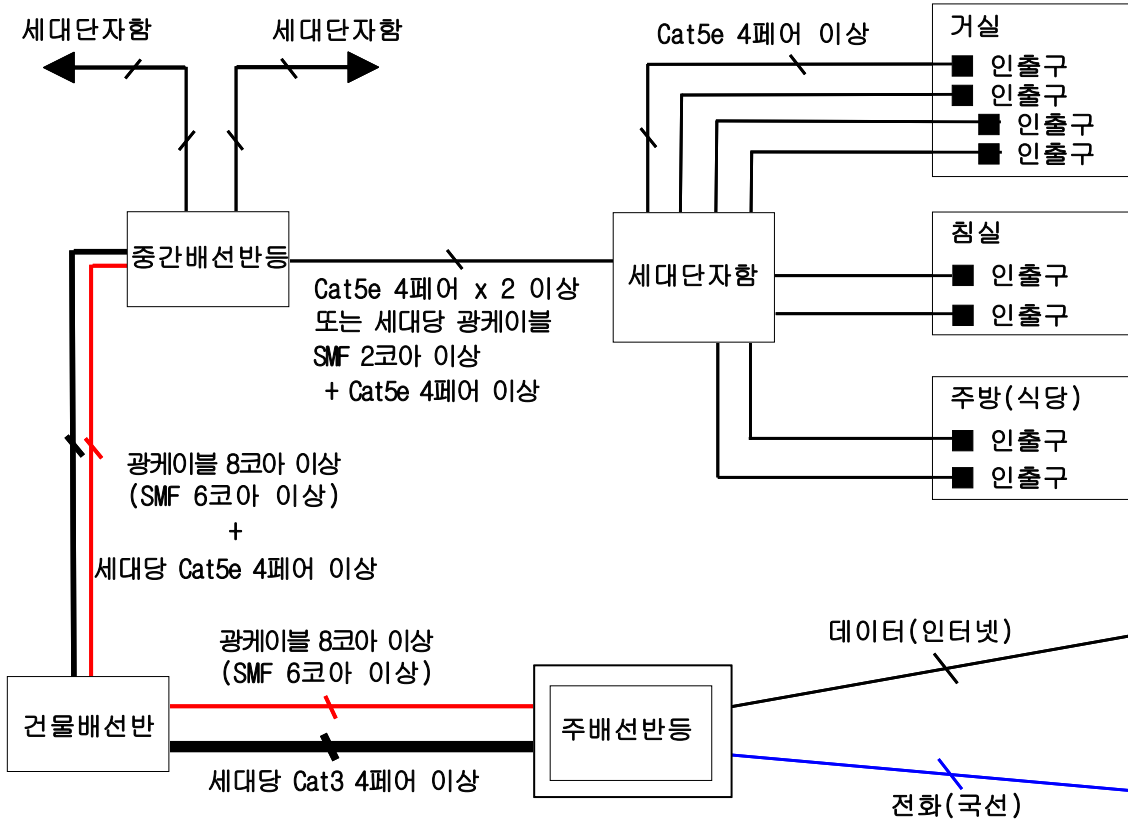 세대단자함
세대단자함
Cat5e 4페어 이상
거실
인출구
인출구
인출구
인출구
중간배선반등
세대단자함
침실
인출구
인출구
Cat5e 4페어 x 2 이상
또는 세대당 광케이블
SMF 2코아 이상
+ Cat5e 4페어 이상
주방(식당)
인출구
인출구
광케이블 8코아 이상
(SMF 6코아 이상)
+
세대당 Cat5e 4페어 이상
광케이블 8코아 이상
(SMF 6코아 이상)
데이터(인터넷)
건물배선반
주배선반등
세대당 Cat3 4페어 이상
전화(국선)